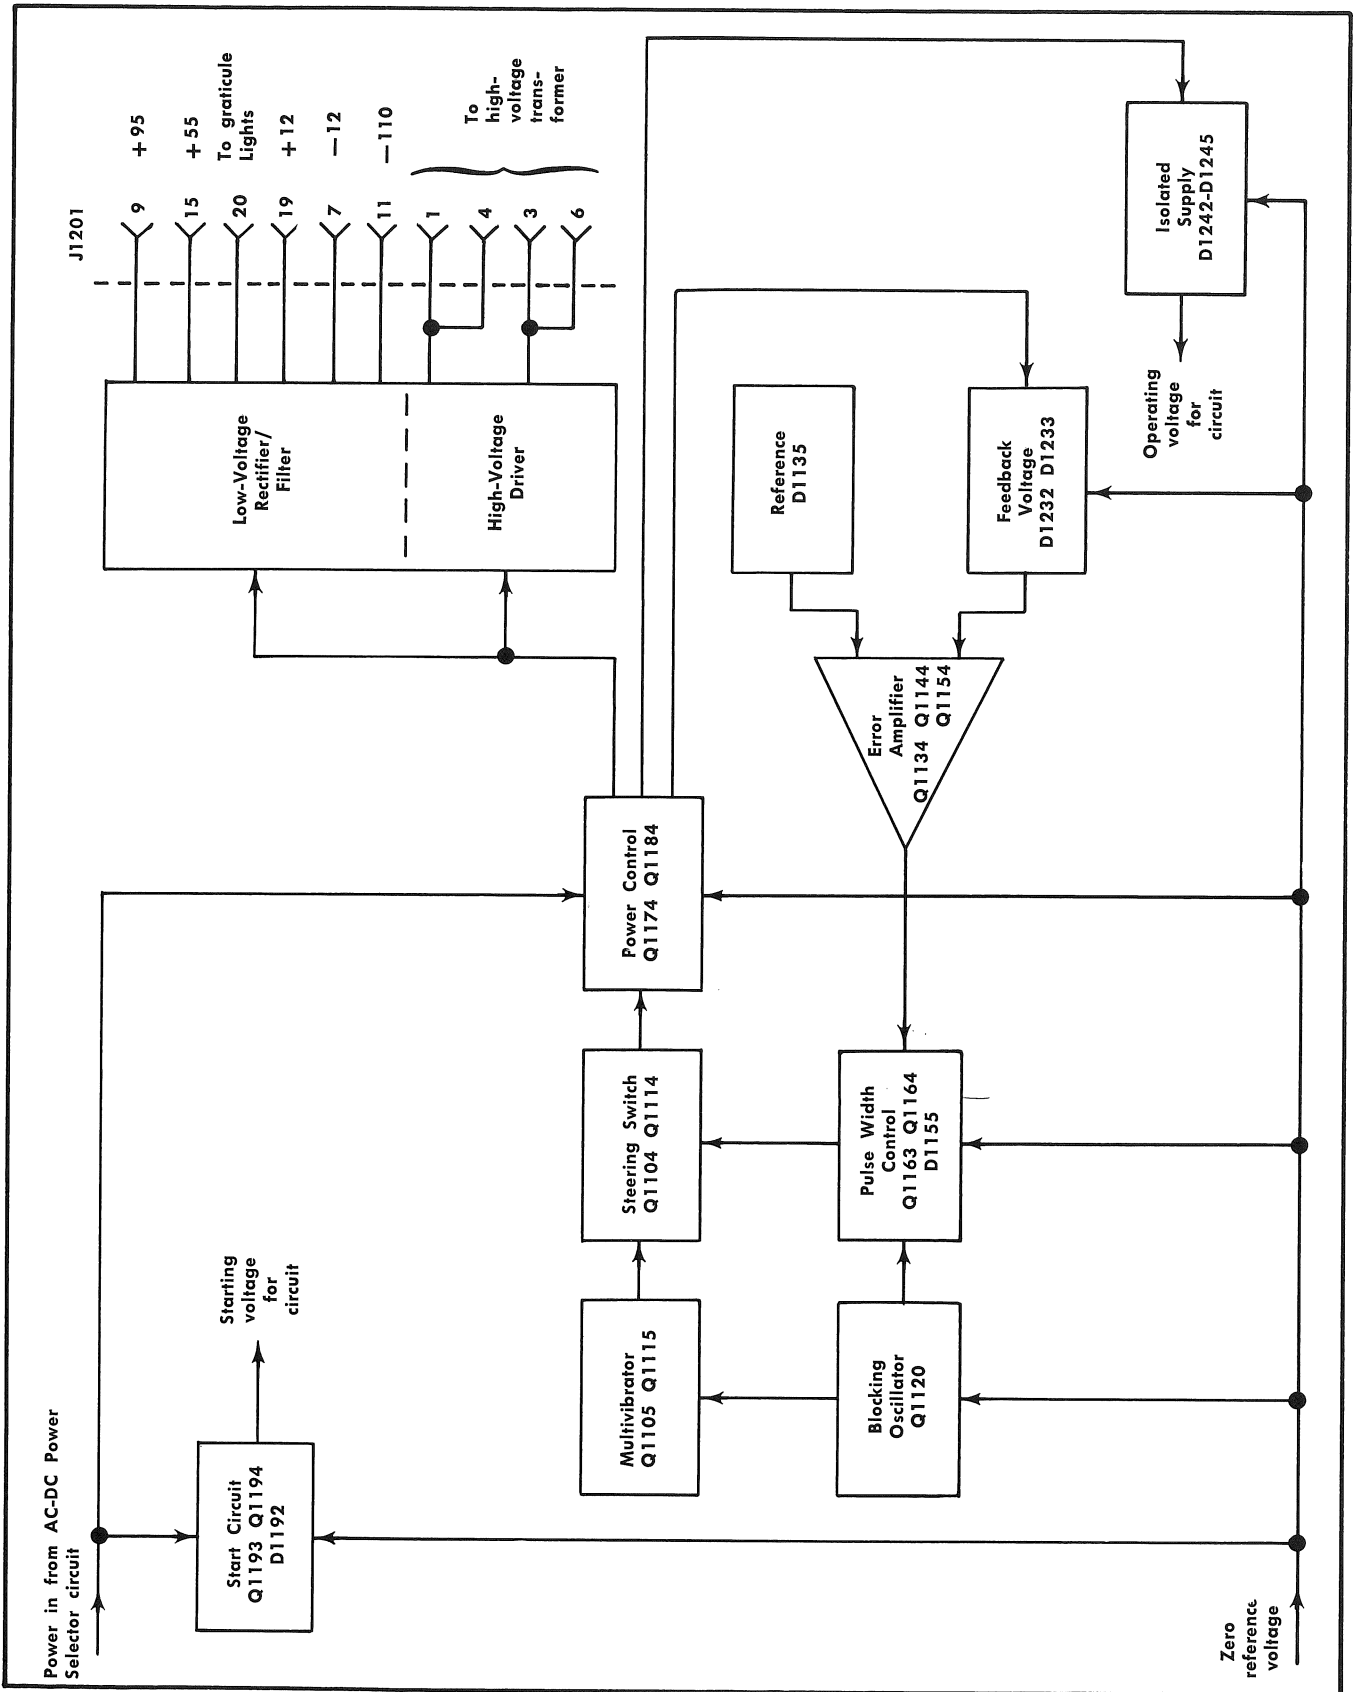 Power in from AC-DC Power
Selector circuit
Start Circuit
Q1193 Q1194
D1192
Starting
voltage
for
circuit
Zero
reference
voltage
Multivibrator
Q1105 Q1115
Blocking
Oscillator
Q1120
Steering Switch
Q1104 Q1114
Pulse Width
Control
Q1163 Q1164
D1155
Power Control
Q1174 Q1184
Error
Amplifier
Q1134 Q1144
Q1154
Reference
D1135
Feedback
Voltage
D1232 D1233
Low-Voltage
Rectifier/
Filter
High-Voltage
Driver
J1201
9 +95
15 +55
20 To graticule
Lights
19 +12
7 −12
11 −110
1
4
3
6
To
high-
voltage
trans-
former
Isolated
Supply
D1242-D1245
Operating
voltage
for
circuit